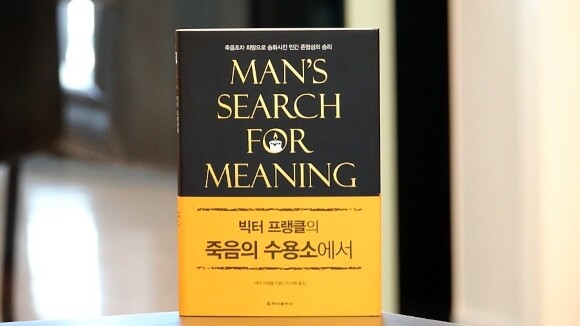 죽음조차 희망으로 승화시킨 인간 존엄성의 승리
MAN'S
SEARCH
FOR
MEANING
빅터 프랭클의
죽음의 수용소에서